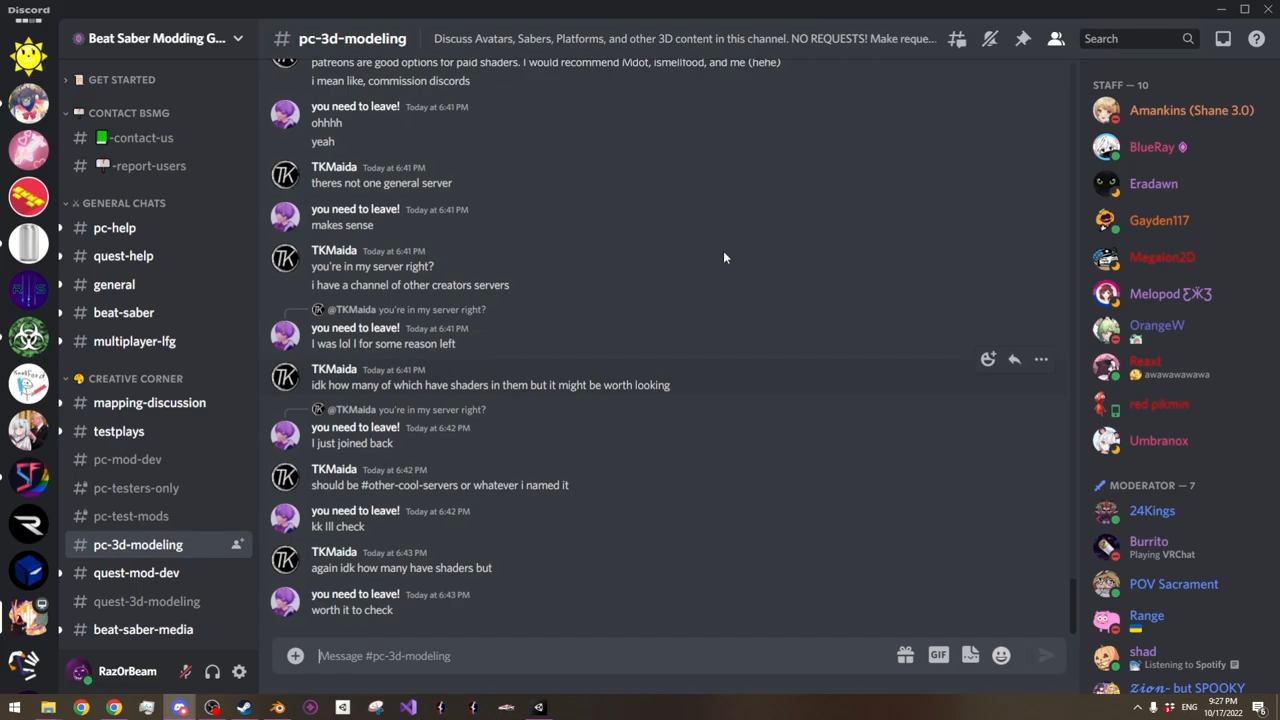 Discord
Beat Saber Modding G...
GET STARTED
CONTACT BSMG
# -contact-us
# -report-users
GENERAL CHATS
# pc-help
# quest-help
# general
# beat-saber
# multiplayer-lfg
CREATIVE CORNER
# mapping-discussion
# testplays
# pc-mod-dev
# pc-testers-only
# pc-test-mods
# pc-3d-modeling
# quest-mod-dev
# quest-3d-modeling
# beat-saber-media
RazOrBeam
# pc-3d-modeling
Discuss Avatars, Sabers, Platforms, and other 3D content in this channel. NO REQUESTS! Make reque...
Search
patreons are good options for paid shaders. I would recommend Mdot, ismellfood, and me (hehe)
i mean like, commission discords
you need to leave! Today at 6:41 PM
ohhhh
yeah
TKMaida Today at 6:41 PM
theres not one general server
you need to leave! Today at 6:41 PM
makes sense
TKMaida Today at 6:41 PM
you're in my server right?
i have a channel of other creators servers
@TKMaida you're in my server right?
you need to leave! Today at 6:41 PM
I was lol I for some reason left
TKMaida Today at 6:41 PM
idk how many of which have shaders in them but it might be worth looking
@TKMaida you're in my server right?
you need to leave! Today at 6:42 PM
I just joined back
TKMaida Today at 6:42 PM
should be #other-cool-servers or whatever i named it
you need to leave! Today at 6:42 PM
kk Ill check
TKMaida Today at 6:43 PM
again idk how many have shaders but
you need to leave! Today at 6:43 PM
worth it to check
Message #pc-3d-modeling
GIF
STAFF — 10
Amankins (Shane 3.0)
BlueRay
Eradawn
Gayden117
Megalon2D
Melopod ƸӜƷ
OrangeW
Reaxt
awawawawawa
red pikmin
Umbranox
MODERATOR — 7
24Kings
Burrito
Playing VRChat
POV Sacrament
Range
shad
Listening to Spotify
Zion- but SPOOKY
9:27 PM
10/17/2022